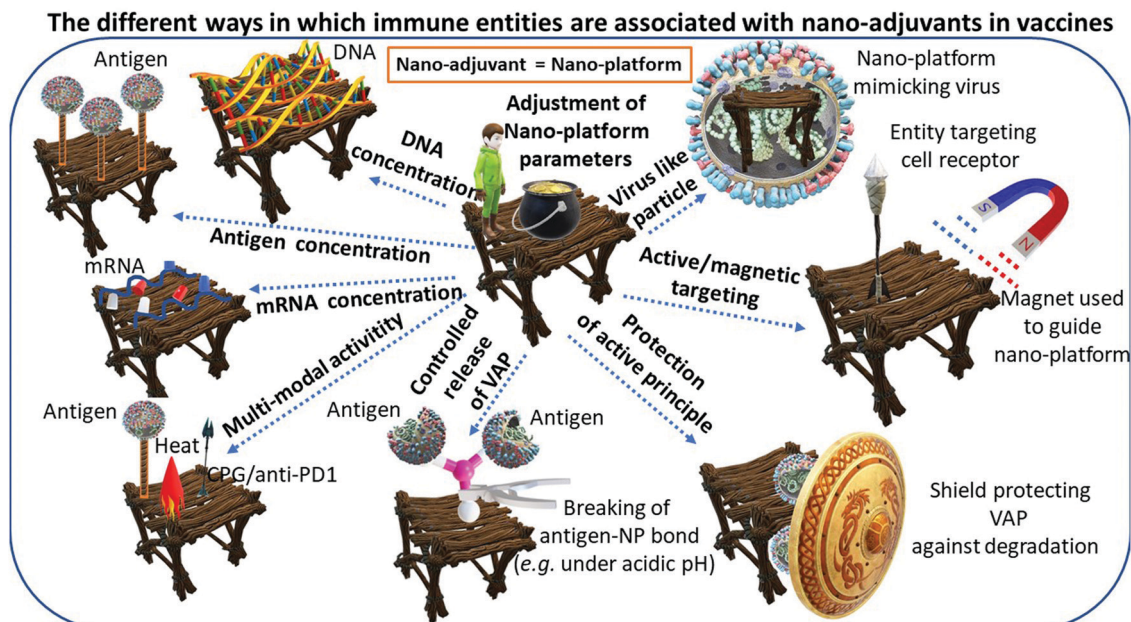 The different ways in which immune entities are associated with nano-adjuvants in vaccines
Antigen
DNA
Nano-adjuvant = Nano-platform
Nano-platform
mimicking virus
Adjustment of
Nano-platform
parameters
DNA
concentration
Virus like
particle
Entity targeting
cell receptor
S
N
Antigen concentration
mRNA
mRNA concentration
Active/magnetic
targeting
Magnet used
to guide
nano-platform
Multi-modal activitity
Controlled
release
of VAP
Protection
of active principle
Antigen
Heat
CPG/anti-PD1
Antigen
Antigen
Breaking of
antigen-NP bond
(e.g. under acidic pH)
Shield protecting
VAP
against degradation